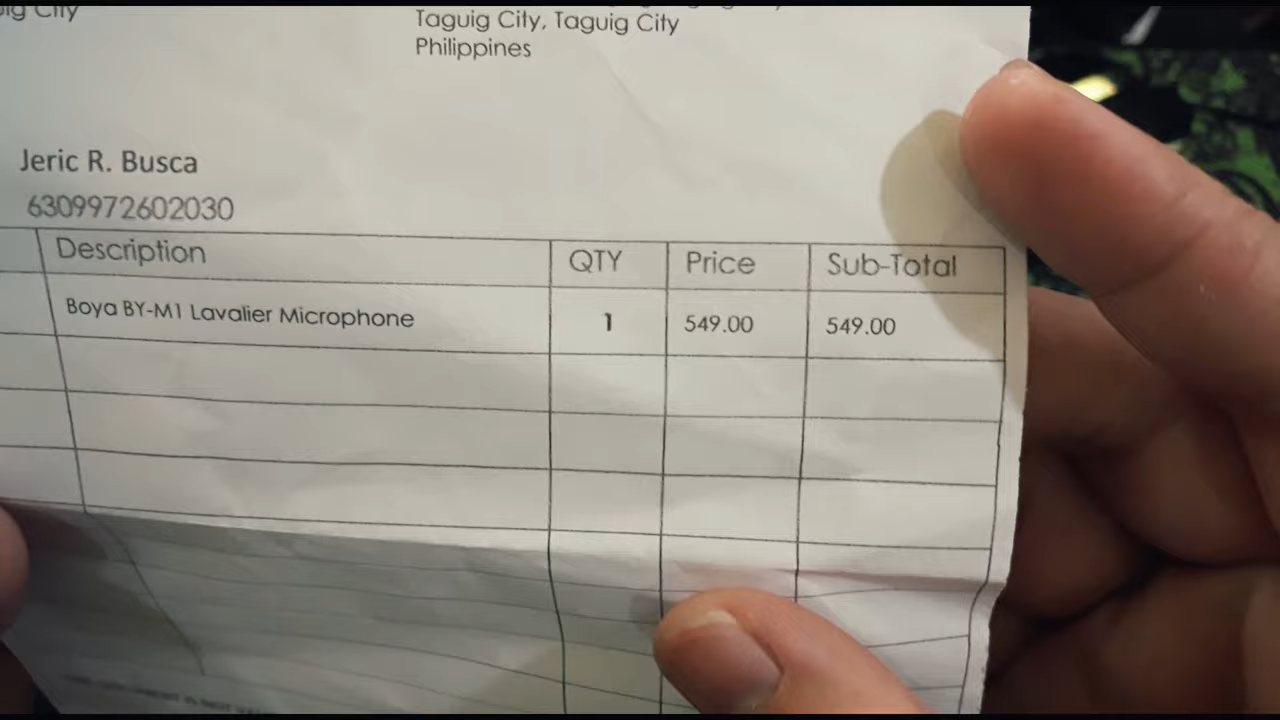 Taguig City, Taguig City
Philippines
Jeric R. Busca
6309972602030
Description QTY Price Sub-Total
Boya BY-M1 Lavalier Microphone 1 549.00 549.00